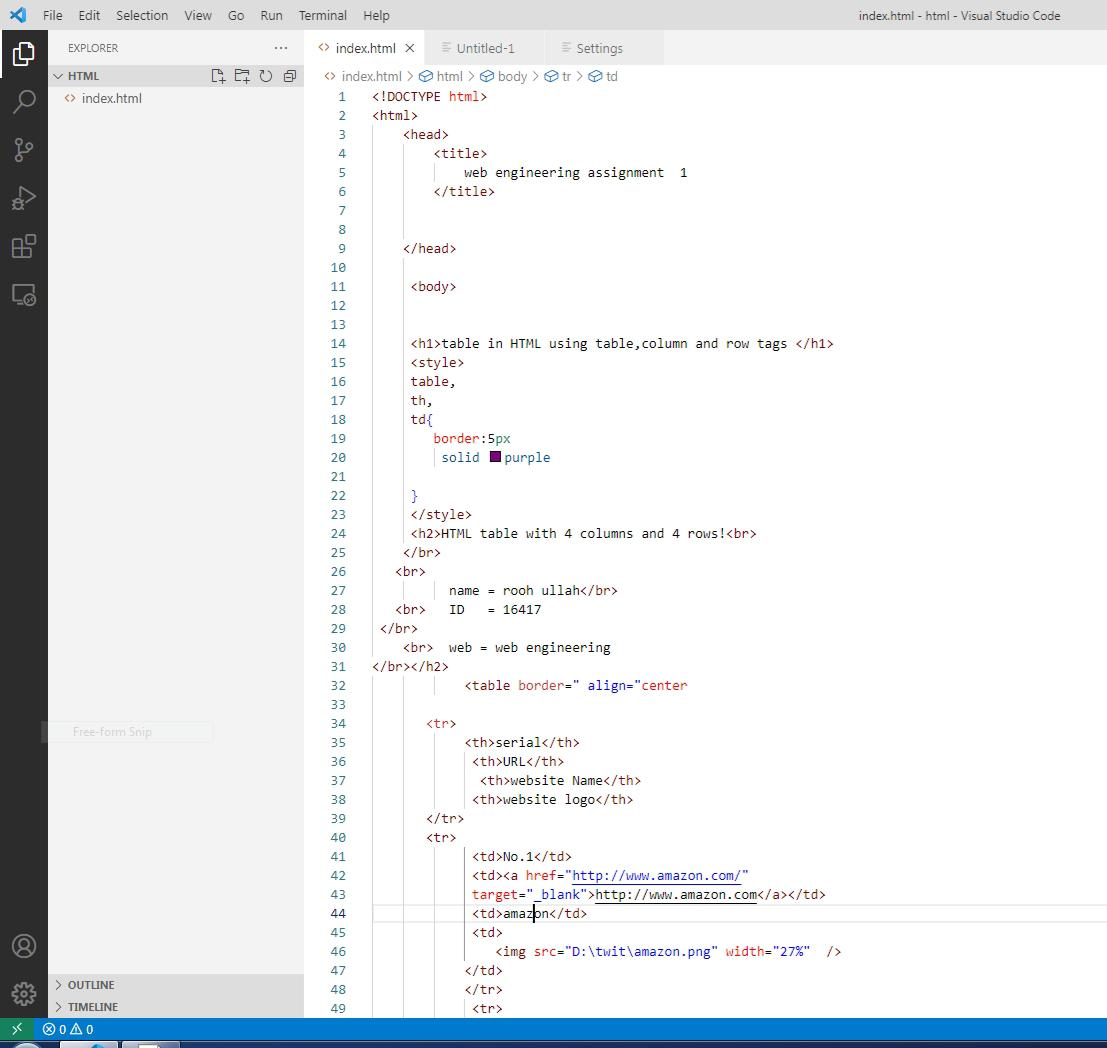 File Edit Selection View Go Run Terminal Help index.html - html - Visual Studio Code
EXPLORER ···
index.html Untitled-1 Settings
HTML
index.html
index.html > html > body > tr > td
1 <!DOCTYPE html>
2 <html>
3 <head>
4 <title>
5 web engineering assignment  1
6 </title>
7
8
9 </head>
10
11 <body>
12
13
14 <h1>table in HTML using table,column and row tags </h1>
15 <style>
16 table,
17 th,
18 td{
19 border:5px
20 solid purple
21
22 }
23 </style>
24 <h2>HTML table with 4 columns and 4 rows!<br>
25 </br>
26 <br>
27 name = rooh ullah</br>
28 <br>   ID   = 16417
29 </br>
30 <br>  web = web engineering
31 </br></h2>
32 <table border=" align="center
33
34 <tr>
35 <th>serial</th>
36 <th>URL</th>
37 <th>website Name</th>
38 <th>website logo</th>
39 </tr>
40 <tr>
41 <td>No.1</td>
42 <td><a href="http://www.amazon.com/"
43 target="_blank">http://www.amazon.com</a></td>
44 <td>amazon</td>
45 <td>
46 <img src="D:\twit\amazon.png" width="27%"  />
47 </td>
48 </tr>
49 <tr>
Free-form Snip
OUTLINE
TIMELINE
0 0